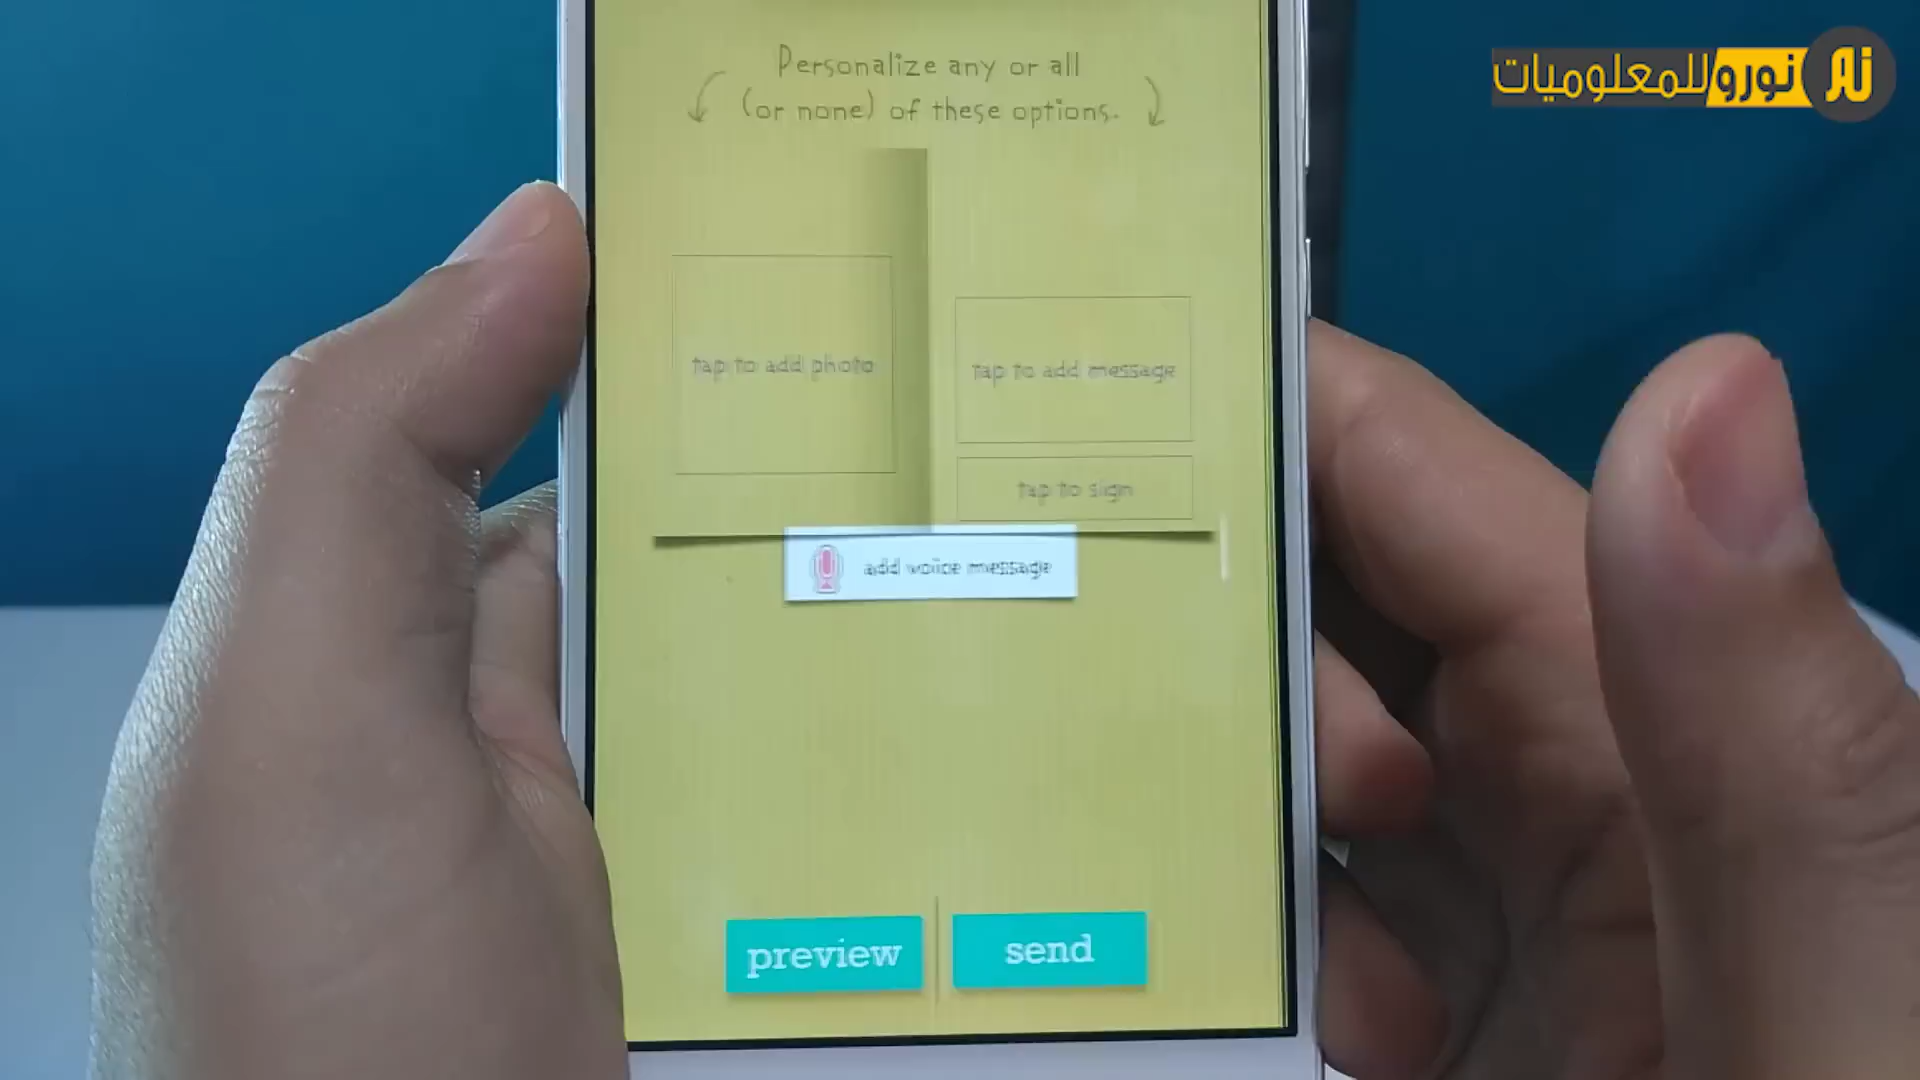 Personalize any or all
(or none) of these options.
tap to add photo
tap to add message
tap to sign
add voice message
preview
send
نورو للمعلوميات